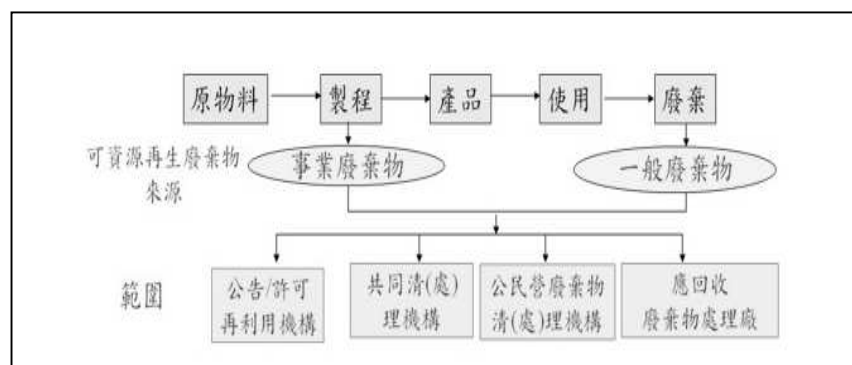 原物料 製程 產品 使用 廢棄
可資源再生廢棄物
來源
事業廢棄物 一般廢棄物
範圍
公告/許可
再利用機構
共同清(處)
理機構
公民營廢棄物
清(處)理機構
應回收
廢棄物處理廠